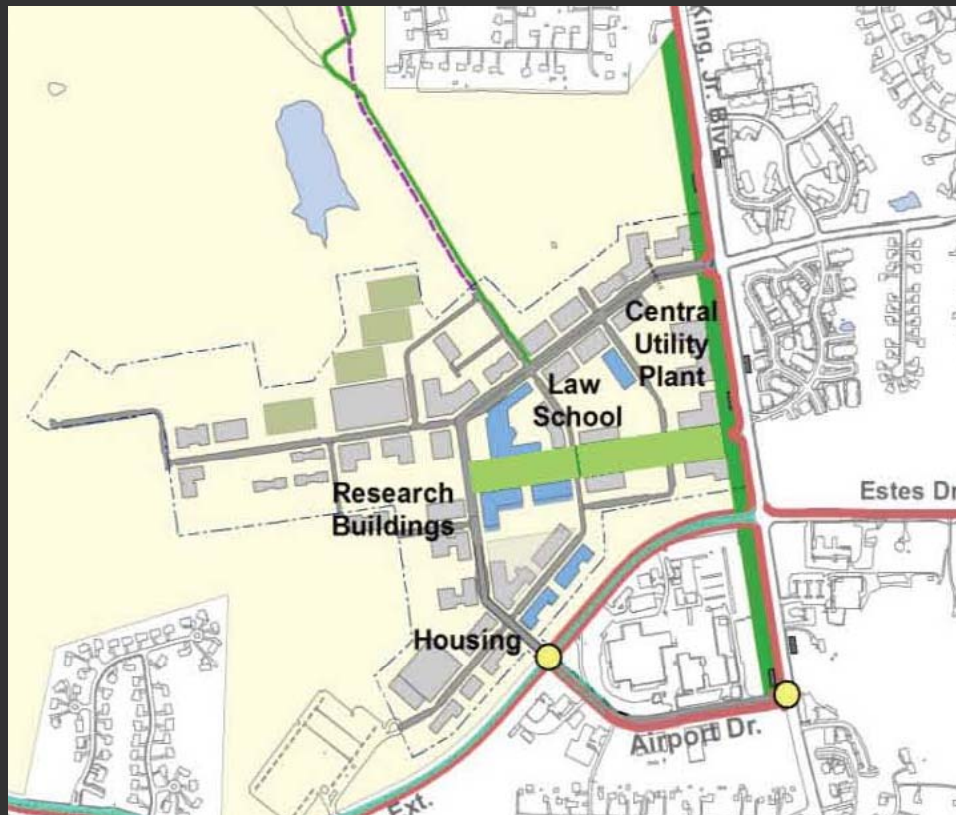 King, Jr. Blvd.
Central
Utility
Plant
Law
School
Research
Buildings
Estes Dr
Housing
Airport Dr.
Ext.